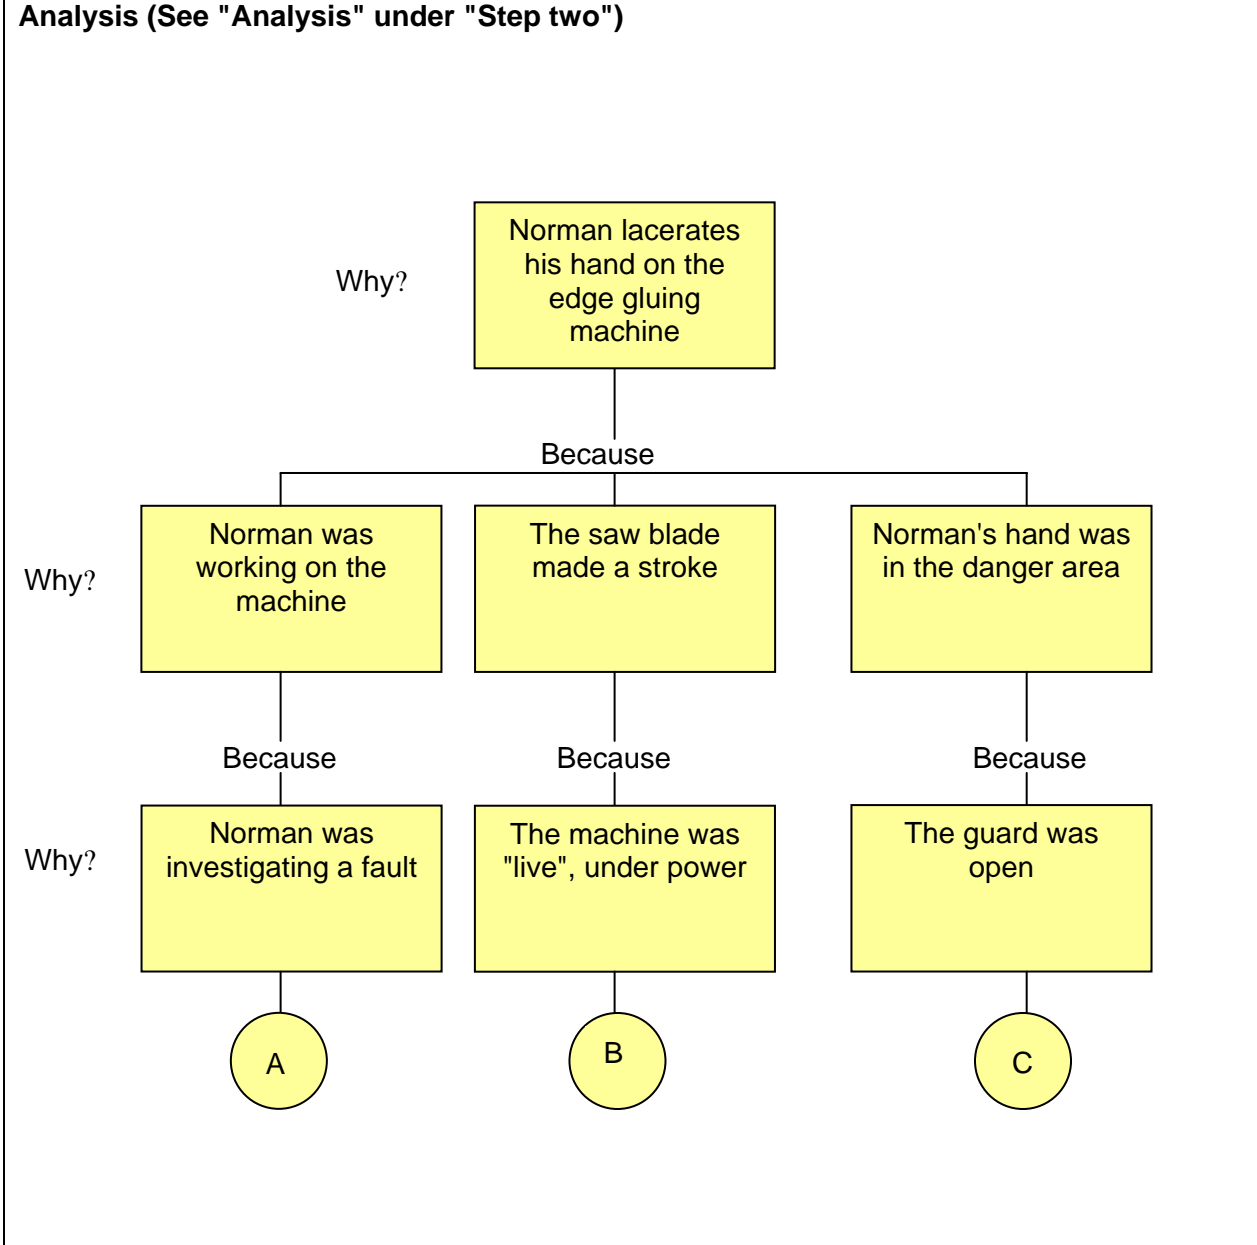 Analysis (See "Analysis" under "Step two")
Norman lacerates
his hand on the
edge gluing
machine
Why?
Because
Norman was
working on the
machine
The saw blade
made a stroke
Norman's hand was
in the danger area
Why?
Because
Because
Because
Norman was
investigating a fault
The machine was
"live", under power
The guard was
open
Why?
A
B
C